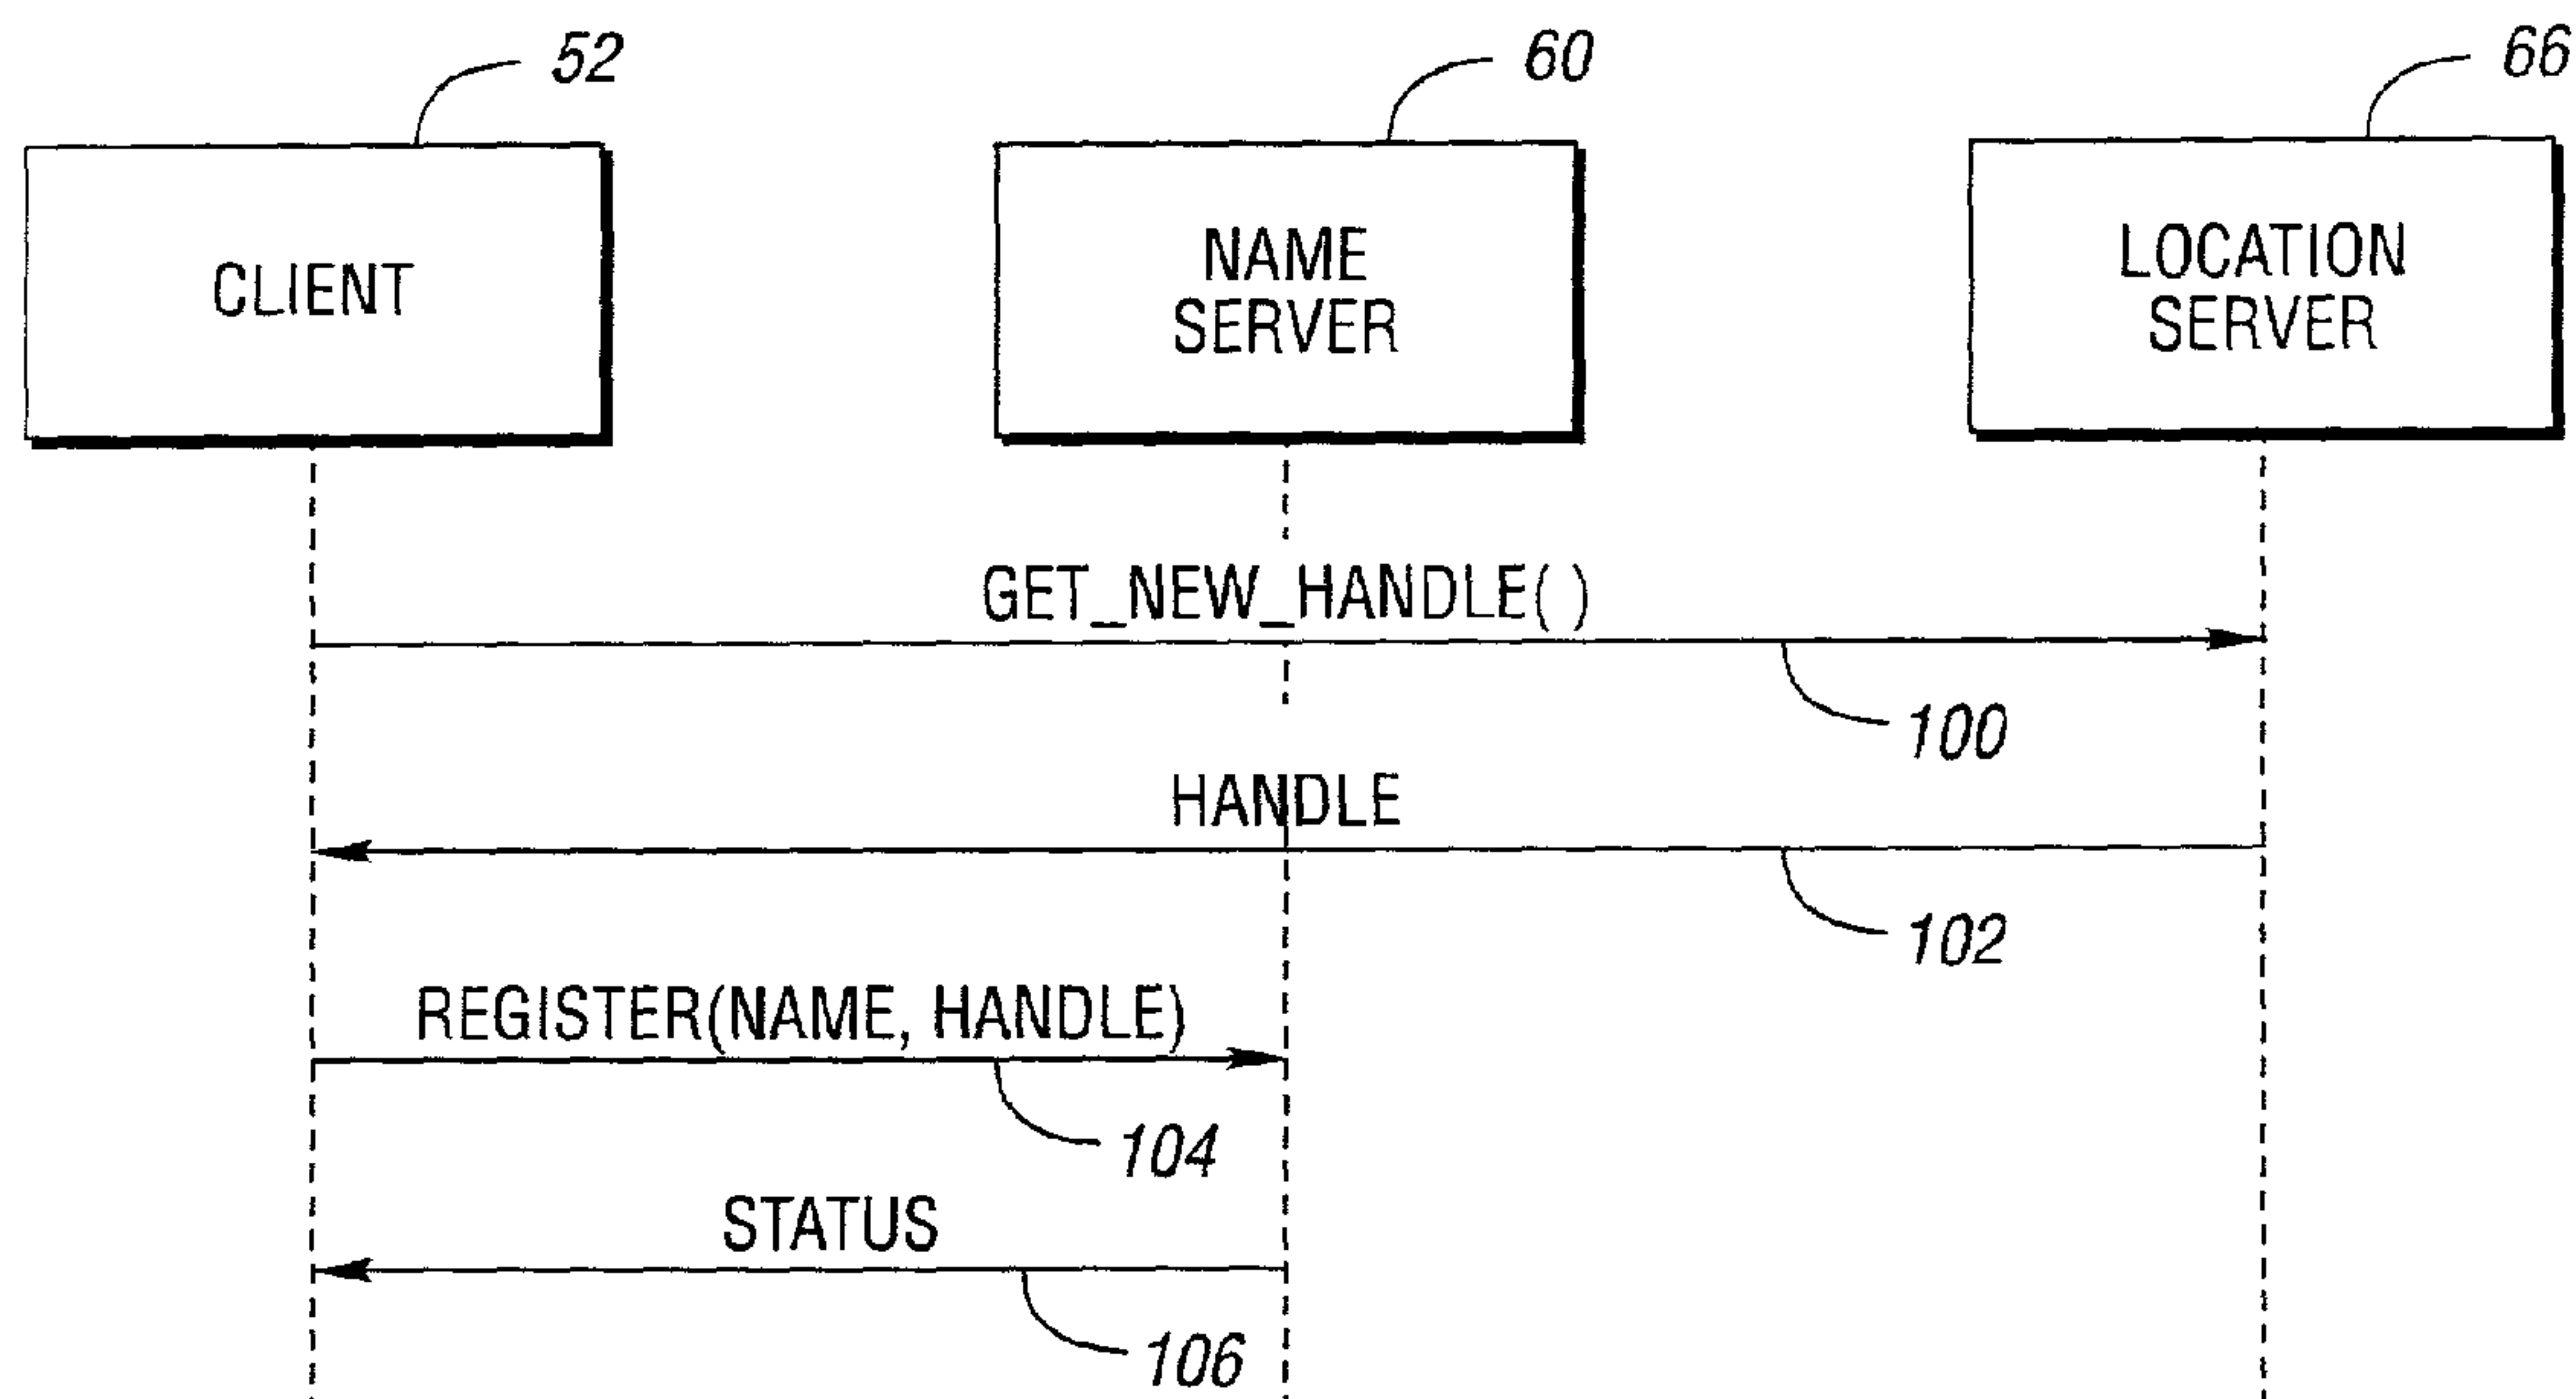 52
60
66
CLIENT
NAME
SERVER
LOCATION
SERVER
GET_NEW_HANDLE( )
100
HANDLE
102
REGISTER(NAME, HANDLE)
104
STATUS
106